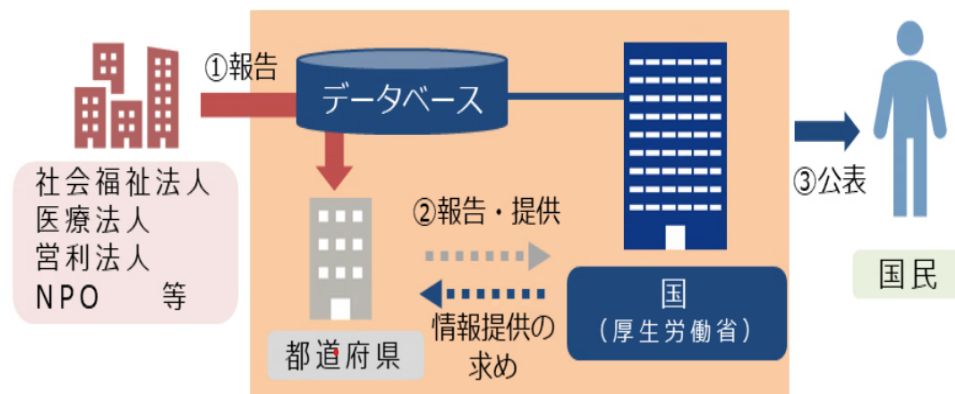 ①報告
データベース
社会福祉法人
医療法人
営利法人
NPO　等
②報告・提供
③公表
国民
国
（厚生労働省）
情報提供の
求め
都道府県